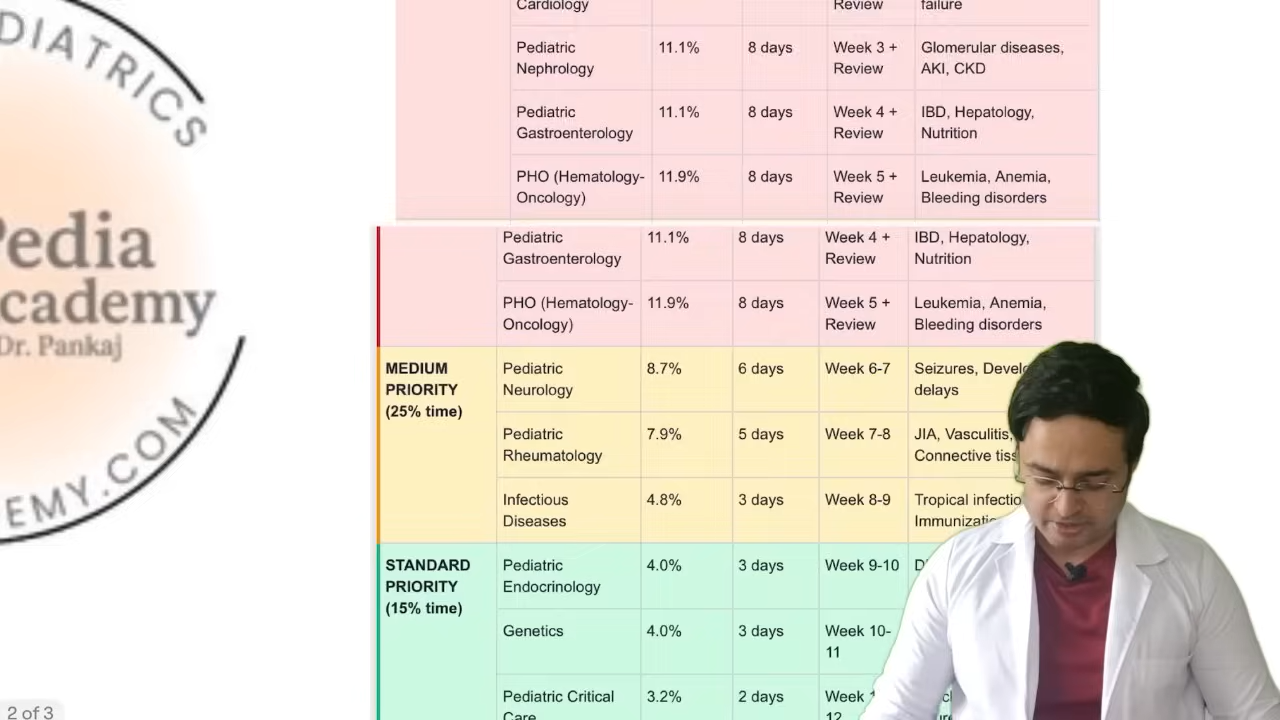 DIATRICS
Pedia
cademy
Dr. Pankaj
EMY.COM
Cardiology
Review
failure
Pediatric
Nephrology
11.1%
8 days
Week 3 +
Review
Glomerular diseases,
AKI, CKD
Pediatric
Gastroenterology
11.1%
8 days
Week 4 +
Review
IBD, Hepatology,
Nutrition
PHO (Hematology-
Oncology)
11.9%
8 days
Week 5 +
Review
Leukemia, Anemia,
Bleeding disorders
Pediatric
Gastroenterology
11.1%
8 days
Week 4 +
Review
IBD, Hepatology,
Nutrition
PHO (Hematology-
Oncology)
11.9%
8 days
Week 5 +
Review
Leukemia, Anemia,
Bleeding disorders
MEDIUM
PRIORITY
(25% time)
Pediatric
Neurology
8.7%
6 days
Week 6-7
Seizures, Develo
delays
Pediatric
Rheumatology
7.9%
5 days
Week 7-8
JIA, Vasculitis,
Connective tiss
Infectious
Diseases
4.8%
3 days
Week 8-9
Tropical infectio
Immunizatio
STANDARD
PRIORITY
(15% time)
Pediatric
Endocrinology
4.0%
3 days
Week 9-10
Genetics
4.0%
3 days
Week 10-
11
Pediatric Critical
Care
3.2%
2 days
Week
12
2 of 3